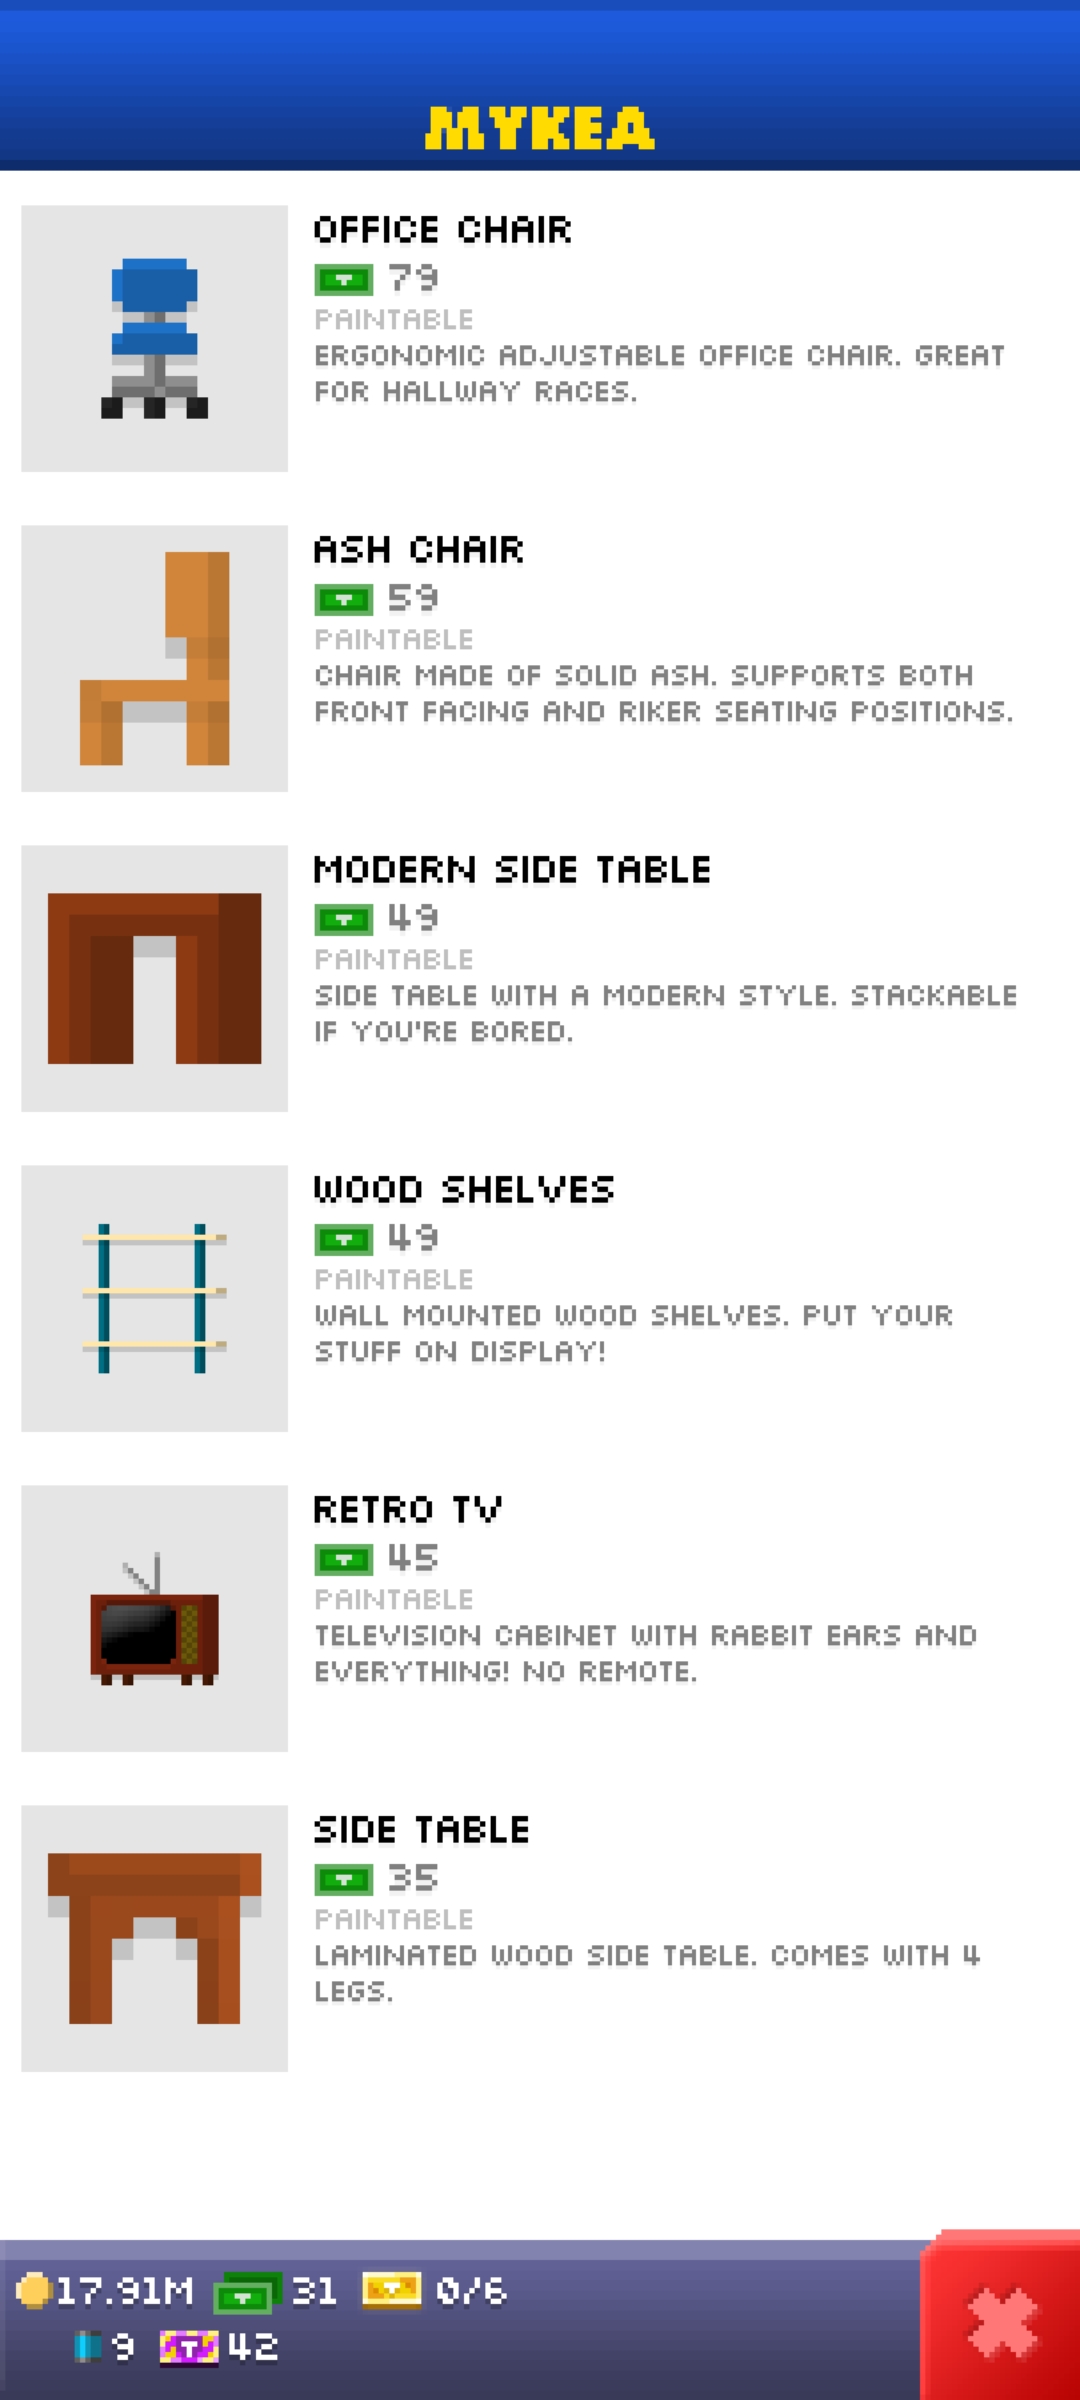 MYKEA
OFFICE CHAIR
79
PAINTABLE
ERGONOMIC ADJUSTABLE OFFICE CHAIR. GREAT
FOR HALLWAY RACES.
ASH CHAIR
59
PAINTABLE
CHAIR MADE OF SOLID ASH. SUPPORTS BOTH
FRONT FACING AND RIKER SEATING POSITIONS.
MODERN SIDE TABLE
49
PAINTABLE
SIDE TABLE WITH A MODERN STYLE. STACKABLE
IF YOU'RE BORED.
WOOD SHELVES
49
PAINTABLE
WALL MOUNTED WOOD SHELVES. PUT YOUR
STUFF ON DISPLAY!
RETRO TV
45
PAINTABLE
TELEVISION CABINET WITH RABBIT EARS AND
EVERYTHING! NO REMOTE.
SIDE TABLE
35
PAINTABLE
LAMINATED WOOD SIDE TABLE. COMES WITH 4
LEGS.
17.91M 31 0/6
9 T 42